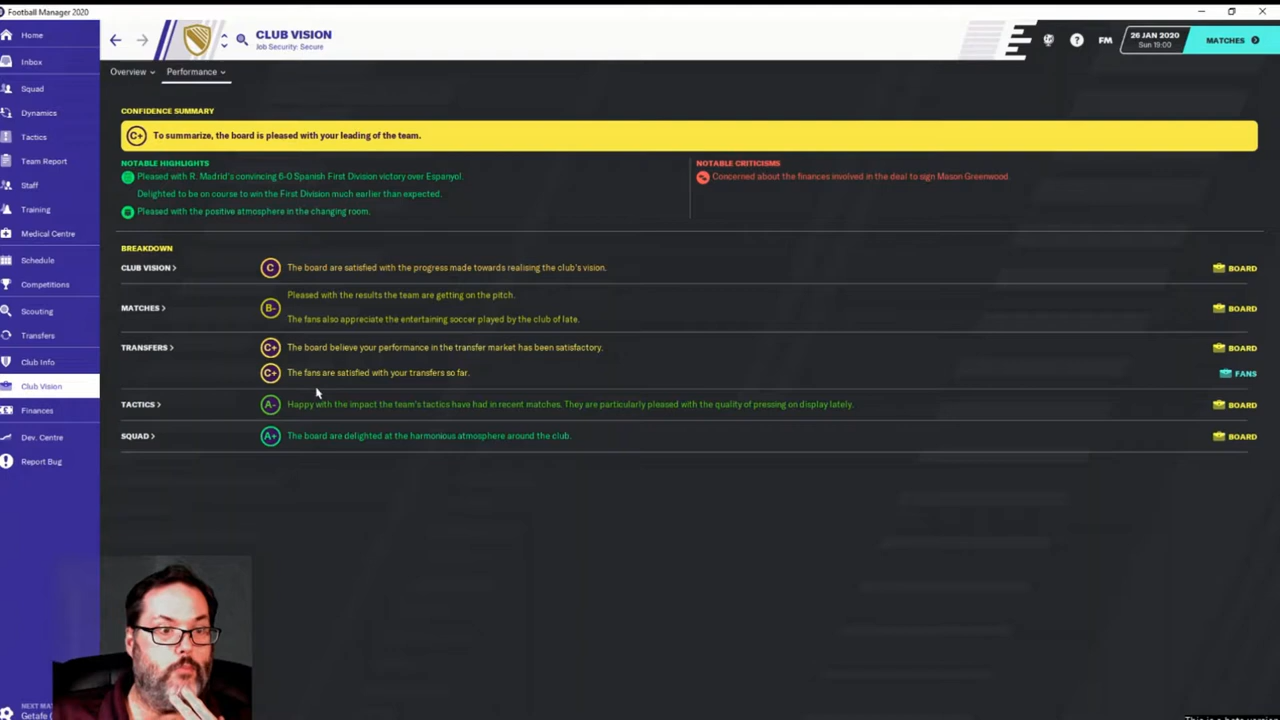 Football Manager 2020
CLUB VISION
Job Security: Secure
FM
26 JAN 2020
Sun 19:00
MATCHES
Overview
Performance
Home
Inbox
Squad
Dynamics
Tactics
Team Report
Staff
Training
Medical Centre
Schedule
Competitions
Scouting
Transfers
Club Info
Club Vision
Finances
Dev. Centre
Report Bug
CONFIDENCE SUMMARY
C+ To summarize, the board is pleased with your leading of the team.
NOTABLE HIGHLIGHTS
Pleased with R. Madrid's convincing 6-0 Spanish First Division victory over Espanyol.
Delighted to be on course to win the First Division much earlier than expected.
Pleased with the positive atmosphere in the changing room.
NOTABLE CRITICISMS
Concerned about the finances involved in the deal to sign Mason Greenwood.
BREAKDOWN
CLUB VISION > C The board are satisfied with the progress made towards realising the club's vision. BOARD
Pleased with the results the team are getting on the pitch.
MATCHES > B- BOARD
The fans also appreciate the entertaining soccer played by the club of late.
TRANSFERS > C+ The board believe your performance in the transfer market has been satisfactory. BOARD
C+ The fans are satisfied with your transfers so far. FANS
TACTICS > A- Happy with the impact the team's tactics have had in recent matches. They are particularly pleased with the quality of pressing on display lately. BOARD
SQUAD > A+ The board are delighted at the harmonious atmosphere around the club. BOARD
NEXT MA
Getafe (
This is a beta version